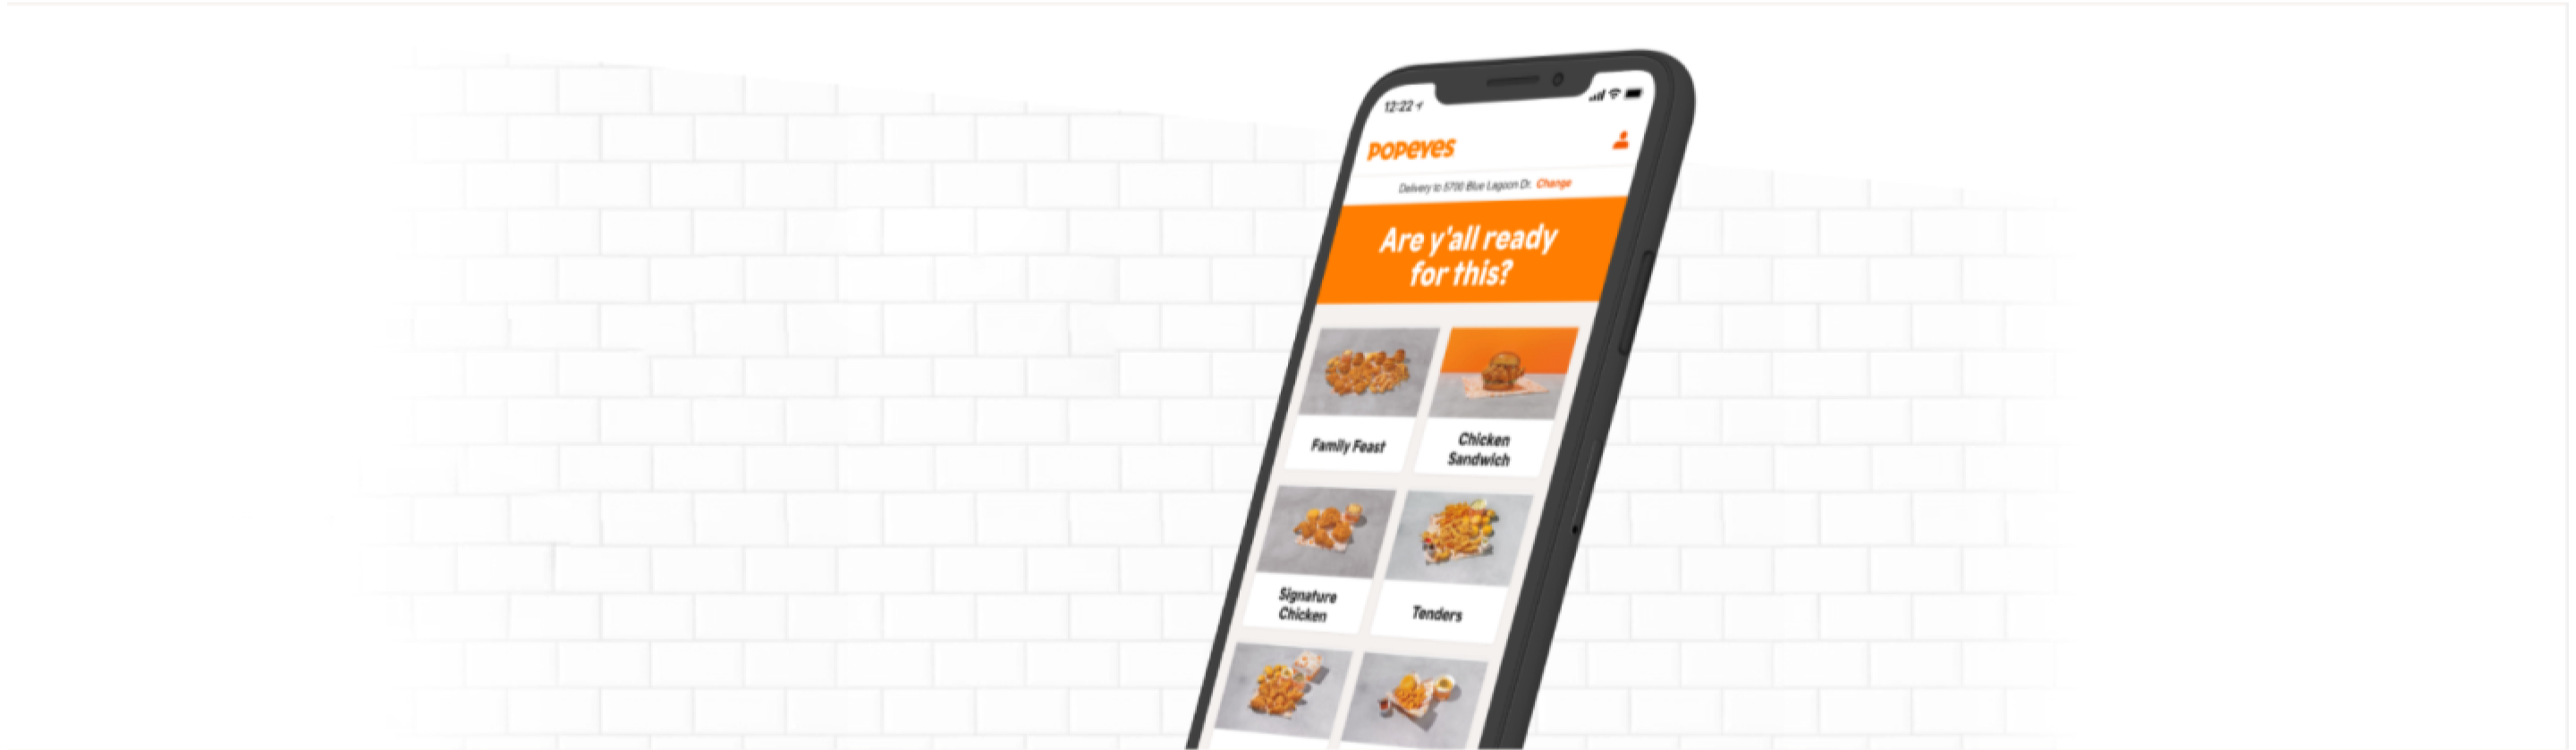 12:22
POPEYES
Delivery to 5700 Blue Lagoon Dr. Change
Are y'all ready
for this?
Family Feast
Chicken
Sandwich
Signature
Chicken
Tenders